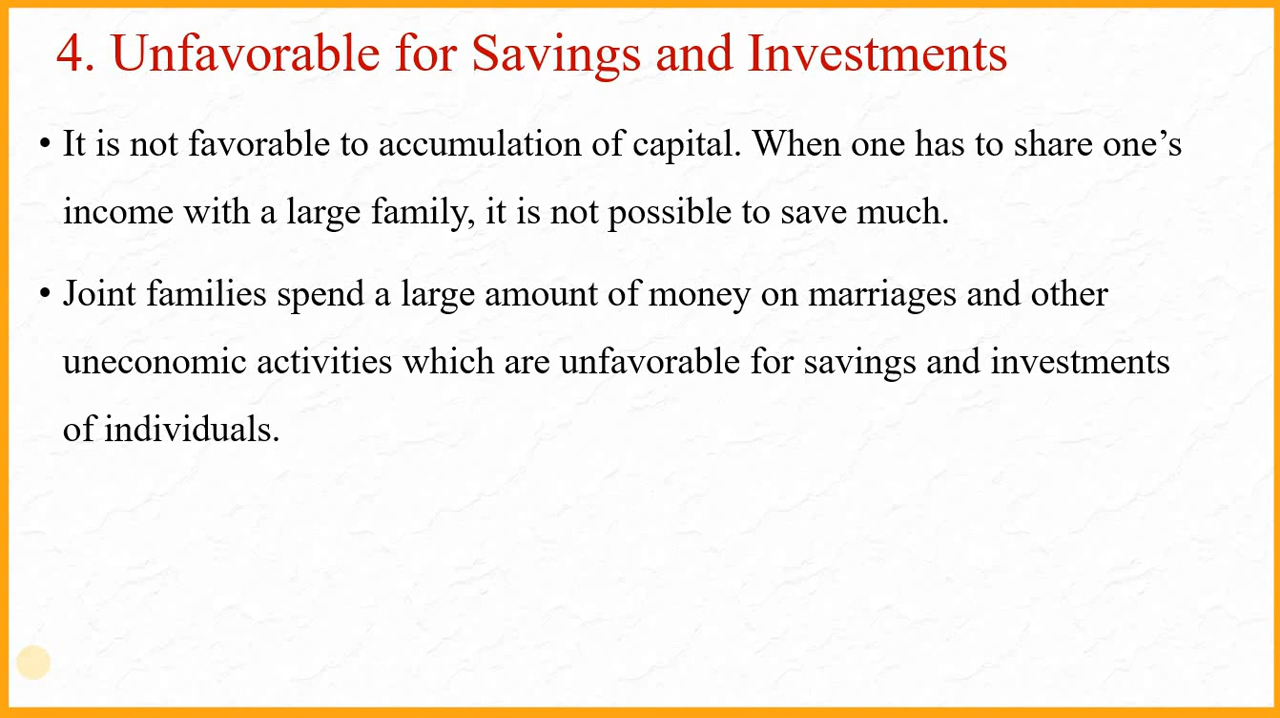 4. Unfavorable for Savings and Investments
• It is not favorable to accumulation of capital. When one has to share one’s
income with a large family, it is not possible to save much.
• Joint families spend a large amount of money on marriages and other
uneconomic activities which are unfavorable for savings and investments
of individuals.